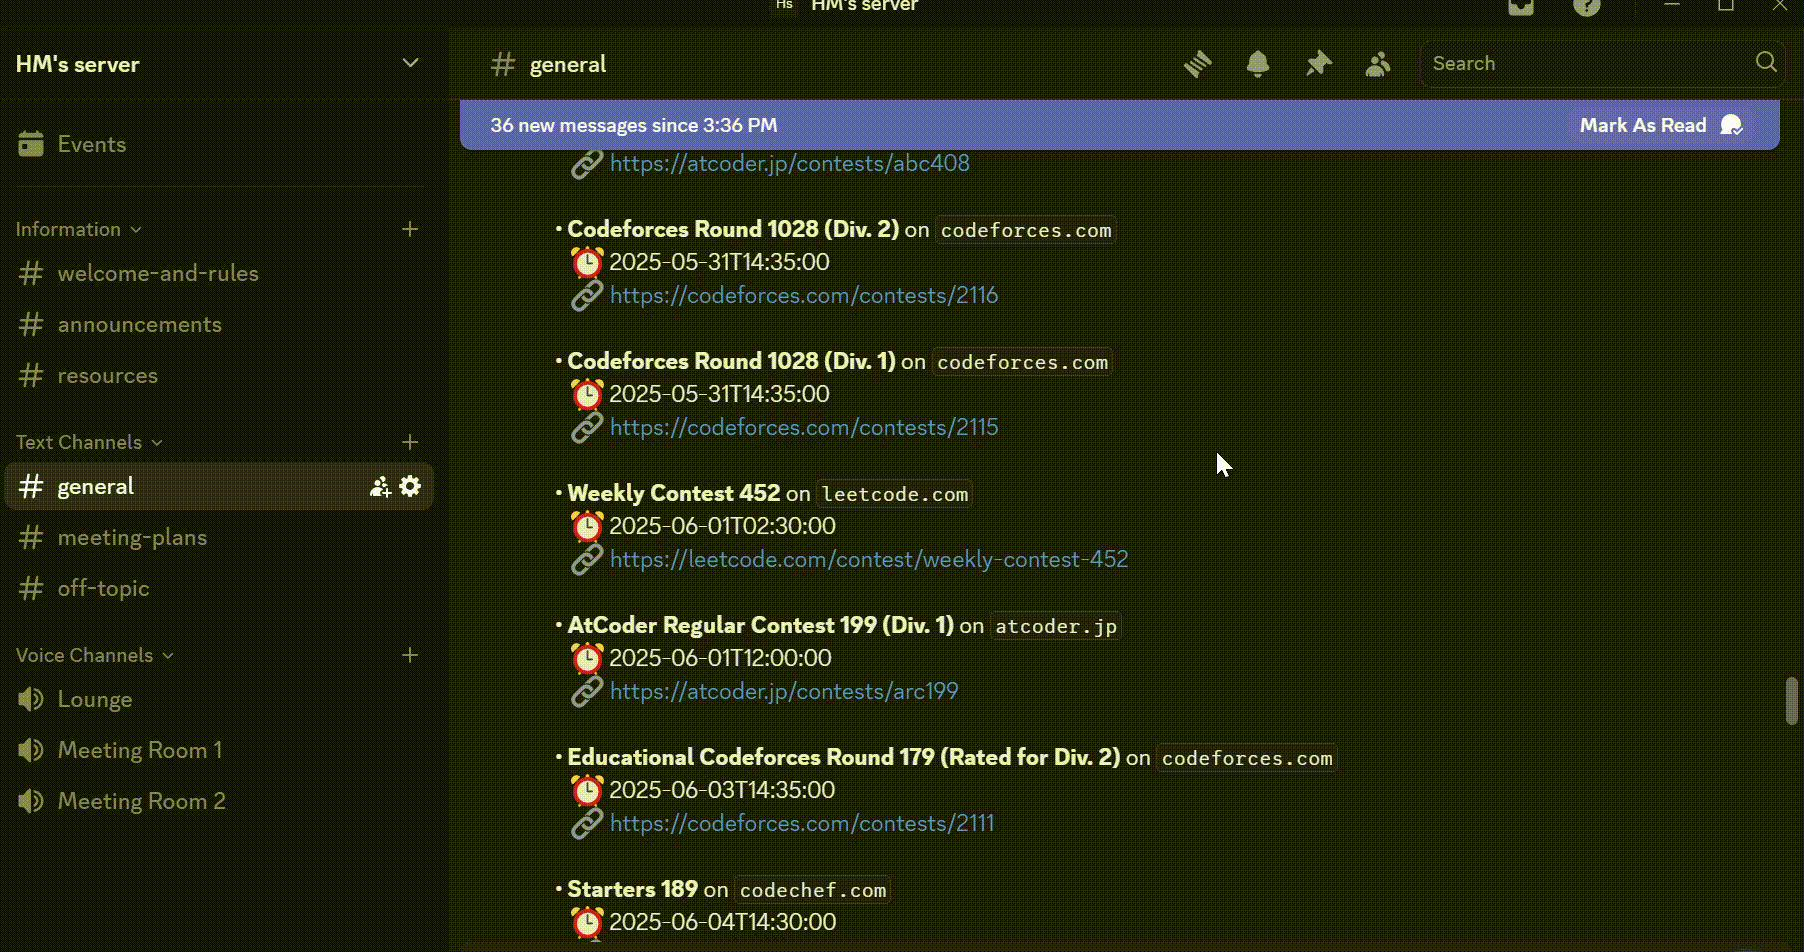 Hs HM's server
HM's server
Events
Information
welcome-and-rules
announcements
resources
Text Channels
general
meeting-plans
off-topic
Voice Channels
Lounge
Meeting Room 1
Meeting Room 2
general
Search
36 new messages since 3:36 PM
Mark As Read
https://atcoder.jp/contests/abc408
• Codeforces Round 1028 (Div. 2) on codeforces.com
2025-05-31T14:35:00
https://codeforces.com/contests/2116
• Codeforces Round 1028 (Div. 1) on codeforces.com
2025-05-31T14:35:00
https://codeforces.com/contests/2115
• Weekly Contest 452 on leetcode.com
2025-06-01T02:30:00
https://leetcode.com/contest/weekly-contest-452
• AtCoder Regular Contest 199 (Div. 1) on atcoder.jp
2025-06-01T12:00:00
https://atcoder.jp/contests/arc199
• Educational Codeforces Round 179 (Rated for Div. 2) on codeforces.com
2025-06-03T14:35:00
https://codeforces.com/contests/2111
• Starters 189 on codechef.com
2025-06-04T14:30:00